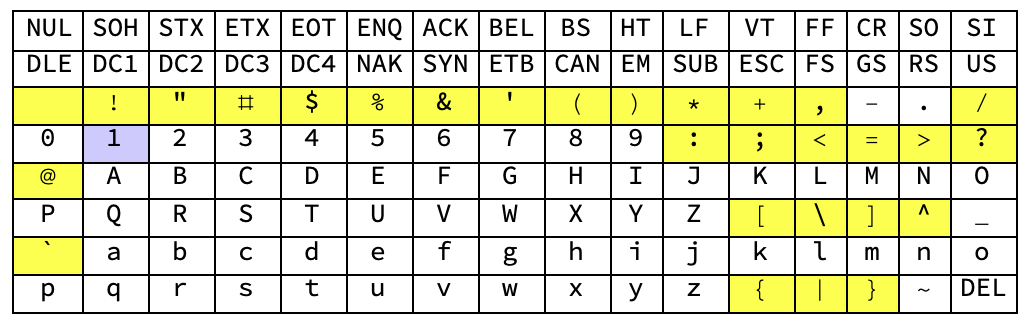 NUL SOH STX ETX EOT ENQ ACK BEL BS HT LF VT FF CR SO SI
DLE DC1 DC2 DC3 DC4 NAK SYN ETB CAN EM SUB ESC FS GS RS US
! " # $ % & ' ( ) * + , - . /
0 1 2 3 4 5 6 7 8 9 : ; < = > ?
@ A B C D E F G H I J K L M N O
P Q R S T U V W X Y Z [ \ ] ^ _
` a b c d e f g h i j k l m n o
p q r s t u v w x y z { | } ~ DEL